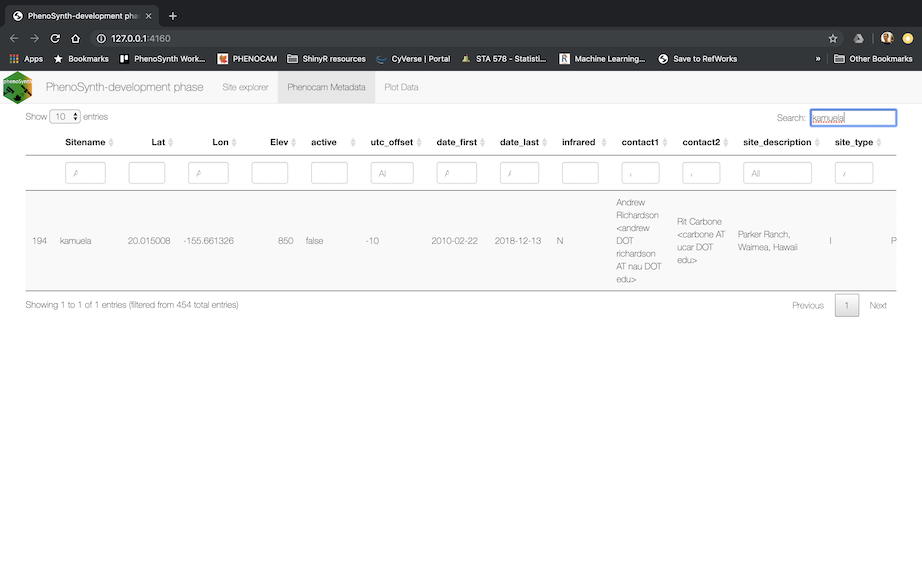 PhenoSynth-development pha
127.0.0.1:4160
Apps Bookmarks PhenoSynth Work... PHENOCAM ShinyR resources CyVerse | Portal STA 578 - Statisti... Machine Learning... Save to RefWorks » Other Bookmarks
phenoSynth PhenoSynth-development phase Site explorer Phenocam Metadata Plot Data
Show 10 entries Search: kamuela
Sitename Lat Lon Elev active utc_offset date_first date_last infrared contact1 contact2 site_description site_type
All
194 kamuela 20.015008 -155.661326 850 false -10 2010-02-22 2018-12-13 N
Andrew
Richardson
<andrew
DOT
richardson
AT nau DOT
edu>
Rit Carbone
<carbone AT
ucar DOT
edu>
Parker Ranch,
Waimea, Hawaii
I
P
Showing 1 to 1 of 1 entries (filtered from 454 total entries) Previous 1 Next